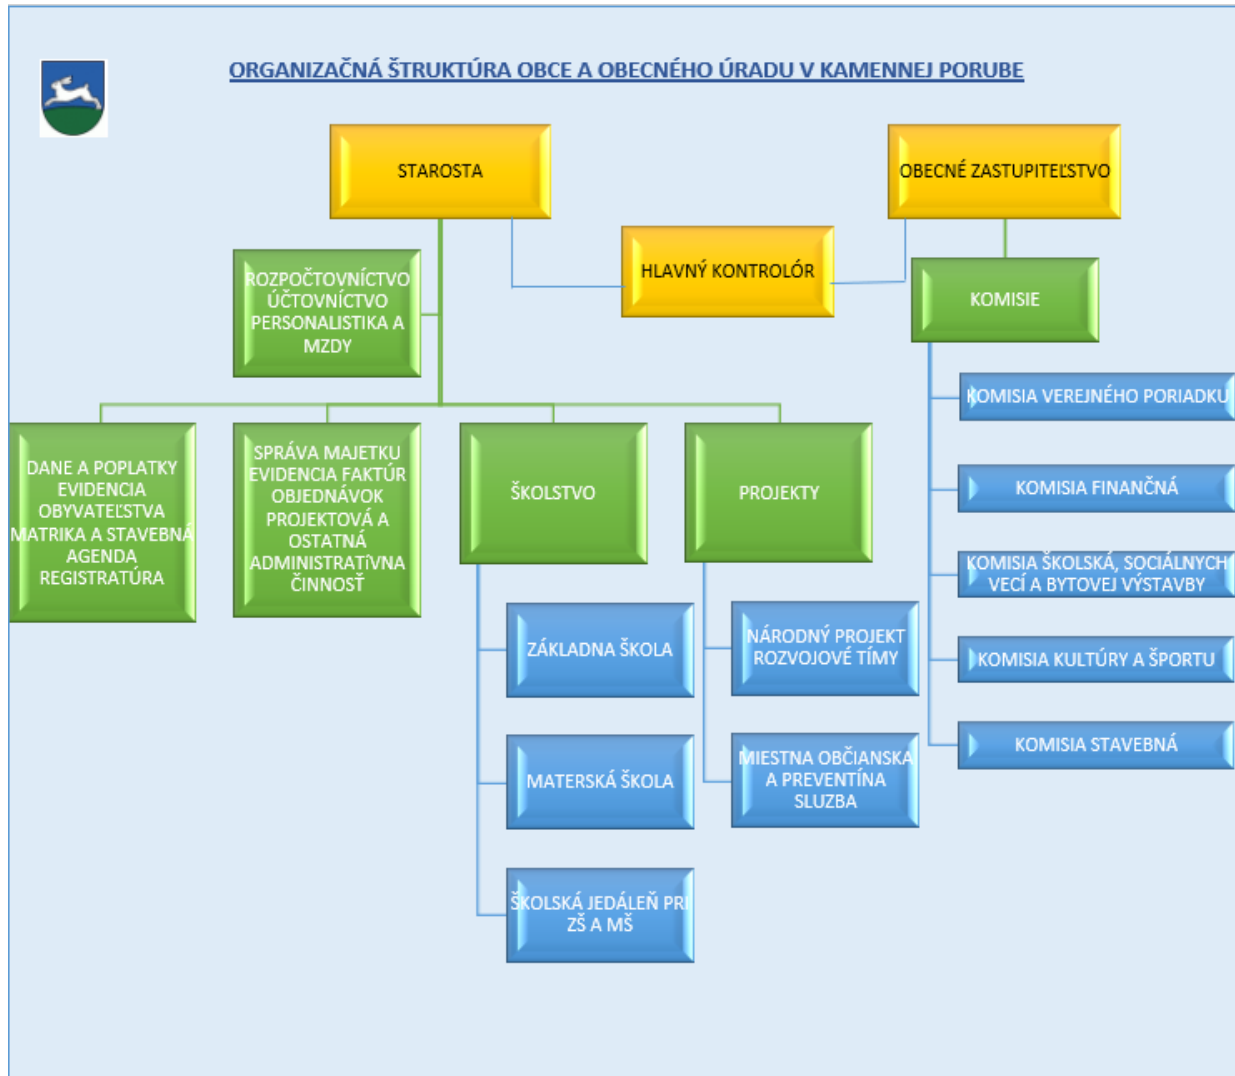 ORGANIZAČNÁ ŠTRUKTÚRA OBCE A OBECNÉHO ÚRADU V KAMENNEJ PORUBE
STAROSTA
OBECNÉ ZASTUPITEĽSTVO
HLAVNÝ KONTROLÓR
ROZPOČTOVNÍCTVO
ÚČTOVNÍCTVO
PERSONALISTIKA A
MZDY
KOMISIE
DANE A POPLATKY
EVIDENCIA
OBYVATEĽSTVA
MATRIKA A STAVEBNÁ
AGENDA
REGISTRATÚRA
SPRÁVA MAJETKU
EVIDENCIA FAKTÚR
OBJEDNÁVOK
PROJEKTOVÁ A
OSTATNÁ
ADMINISTRATíVNA
ČINNOSŤ
ŠKOLSTVO
PROJEKTY
ZÁKLADNA ŠKOLA
MATERSKÁ ŠKOLA
ŠKOLSKÁ JEDÁLEŇ PRI
ZŠ A MŠ
NÁRODNÝ PROJEKT
ROZVOJOVÉ TÍMY
MIESTNA OBČIANSKA
A PREVENTÍNA
SLUZBA
KOMISIA VEREJNÉHO PORIADKU
KOMISIA FINANČNÁ
KOMISIA ŠKOLSKÁ, SOCIÁLNYCH
VECÍ A BYTOVEJ VÝSTAVBY
KOMISIA KULTÚRY A ŠPORTU
KOMISIA STAVEBNÁ